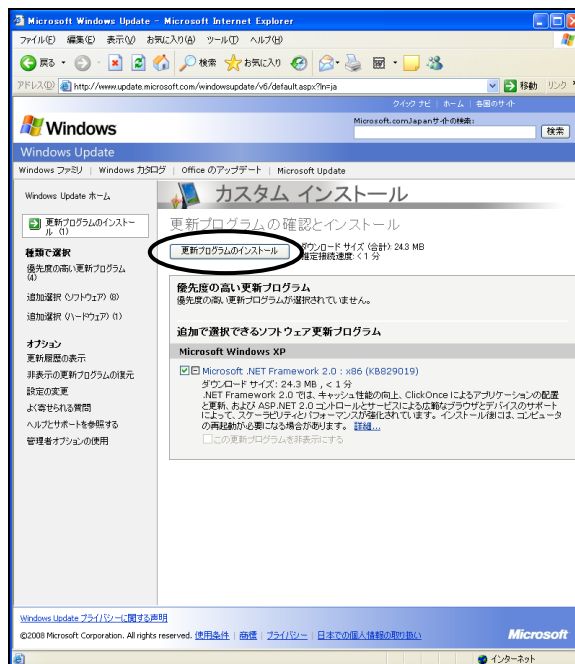 Microsoft Windows Update - Microsoft Internet Explorer
ファイル(F) 編集(E) 表示(V) お気に入り(A) ツール(T) ヘルプ(H)
戻る 検索 お気に入り
アドレス(D) http://www.update.microsoft.com/windowsupdate/v6/default.aspx?ln=ja 移動 リンク
クイック ナビ | ホーム | 各国のサイト
Windows
Microsoft.comJapanサイトの検索:
検索
Windows Update
Windows ファミリ | Windows カタログ | Office のアップデート | Microsoft Update
Windows Update ホーム
更新プログラムのインストール (1)
種類で選択
優先度の高い更新プログラム (4)
追加選択 (ソフトウェア) (8)
追加選択 (ハードウェア) (1)
オプション
更新履歴の表示
非表示の更新プログラムの復元
設定の変更
よく寄せられる質問
ヘルプとサポートを参照する
管理者オプションの使用
カスタム インストール
更新プログラムの確認とインストール
更新プログラムのインストール
ダウンロード サイズ (合計): 24.3 MB
推定接続速度: < 1 分
優先度の高い更新プログラム
優先度の高い更新プログラムが選択されていません。
追加で選択できるソフトウェア更新プログラム
Microsoft Windows XP
Microsoft .NET Framework 2.0 : x86 (KB829019)
ダウンロード サイズ: 24.3 MB , < 1 分
.NET Framework 2.0 では、キャッシュ性能の向上、ClickOnce によるアプリケーションの配置
と更新、および ASP.NET 2.0 コントロールとサービスによる広範なブラウザとデバイスのサポート
によって、スケーラビリティとパフォーマンスが強化されています。インストール後には、コンピュータ
の再起動が必要になる場合があります。 詳細...
この更新プログラムを非表示にする
Windows Update プライバシーに関する声明
©2008 Microsoft Corporation. All rights reserved. 使用条件 | 商標 | プライバシー | 日本での個人情報の取り扱い
Microsoft
インターネット